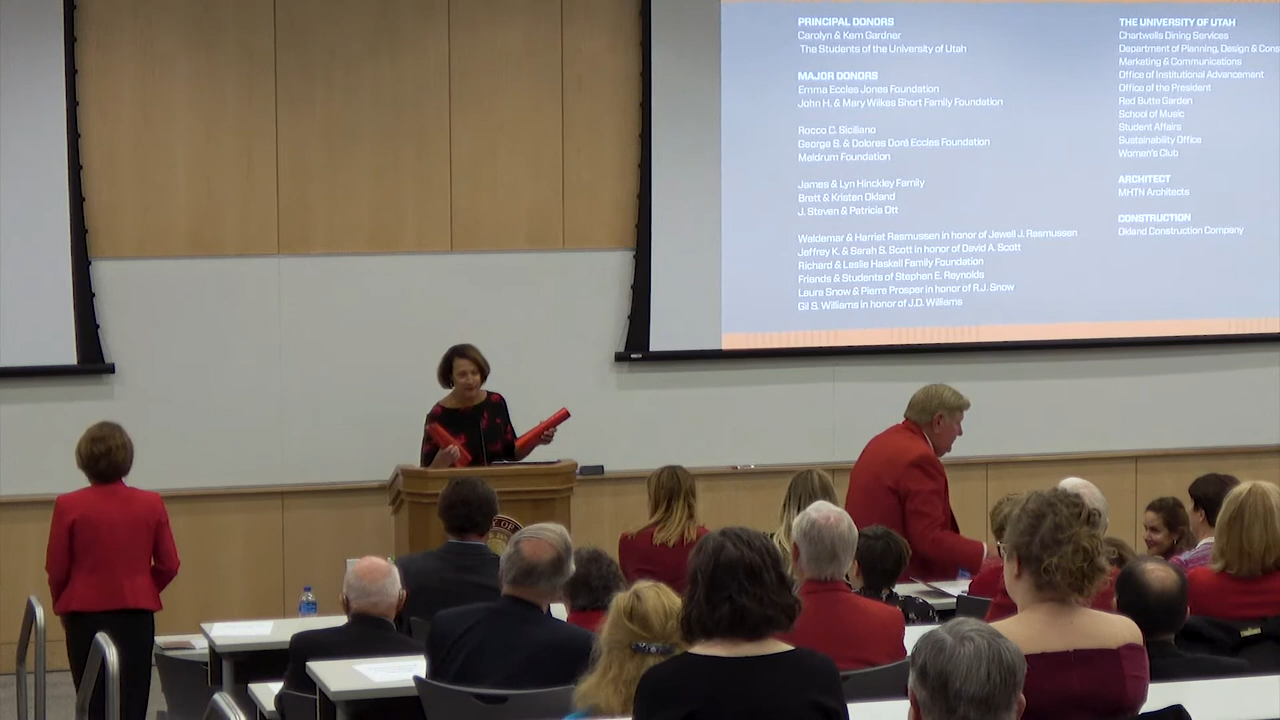 PRINCIPAL DONORS
Carolyn & Kem Gardner
The Students of the University of Utah
MAJOR DONORS
Emma Eccles Jones Foundation
John H. & Mary Wilkes Short Family Foundation
Rocco C. Siciliano
George S. & Dolores Doré Eccles Foundation
Meldrum Foundation
James & Lyn Hinckley Family
Brett & Kristen Okland
J. Steven & Patricia Ott
Waldemar & Harriet Rasmussen in honor of Jewell J. Rasmussen
Jeffrey K. & Sarah S. Scott in honor of David A. Scott
Richard & Leslie Haskell Family Foundation
Friends & Students of Stephen E. Reynolds
Laura Snow & Pierre Prosper in honor of R.J. Snow
Gil S. Williams in honor of J.D. Williams
THE UNIVERSITY OF UTAH
Chartwells Dining Services
Department of Planning, Design & Cons
Marketing & Communications
Office of Institutional Advancement
Office of the President
Red Butte Garden
School of Music
Student Affairs
Sustainability Office
Women's Club
ARCHITECT
MHTN Architects
CONSTRUCTION
Okland Construction Company